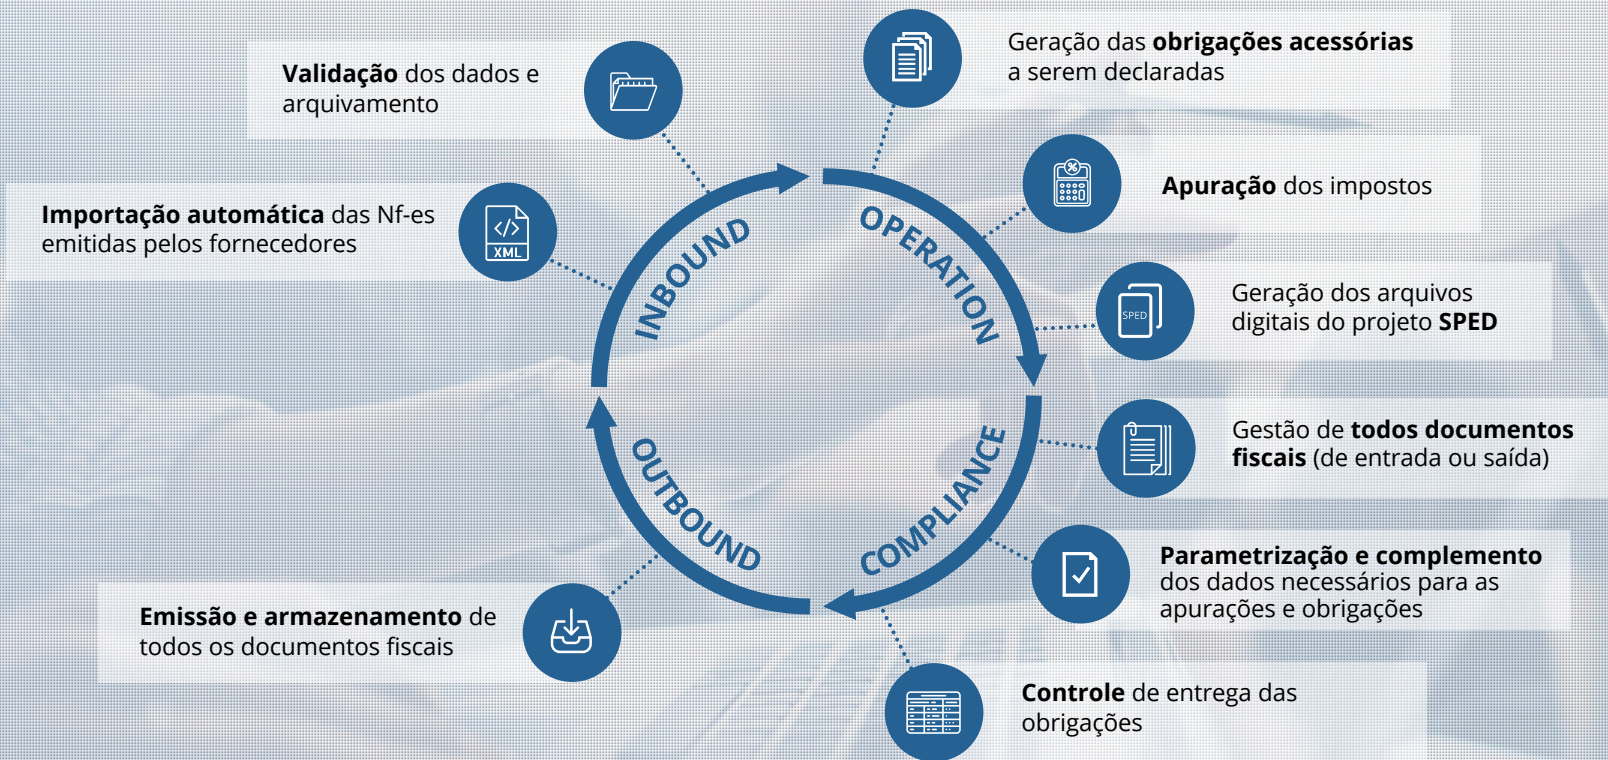 Validação dos dados e
arquivamento
Importação automática das Nf-es
emitidas pelos fornecedores
XML
INBOUND
Geração das obrigações acessórias
a serem declaradas
%
Apuração dos impostos
Geração dos arquivos
digitais do projeto SPED
SPED
OPERATION
Gestão de todos documentos
fiscais (de entrada ou saída)
Parametrização e complemento
dos dados necessários para as
apurações e obrigações
Controle de entrega das
obrigações
COMPLIANCE
OUTBOUND
Emissão e armazenamento de
todos os documentos fiscais